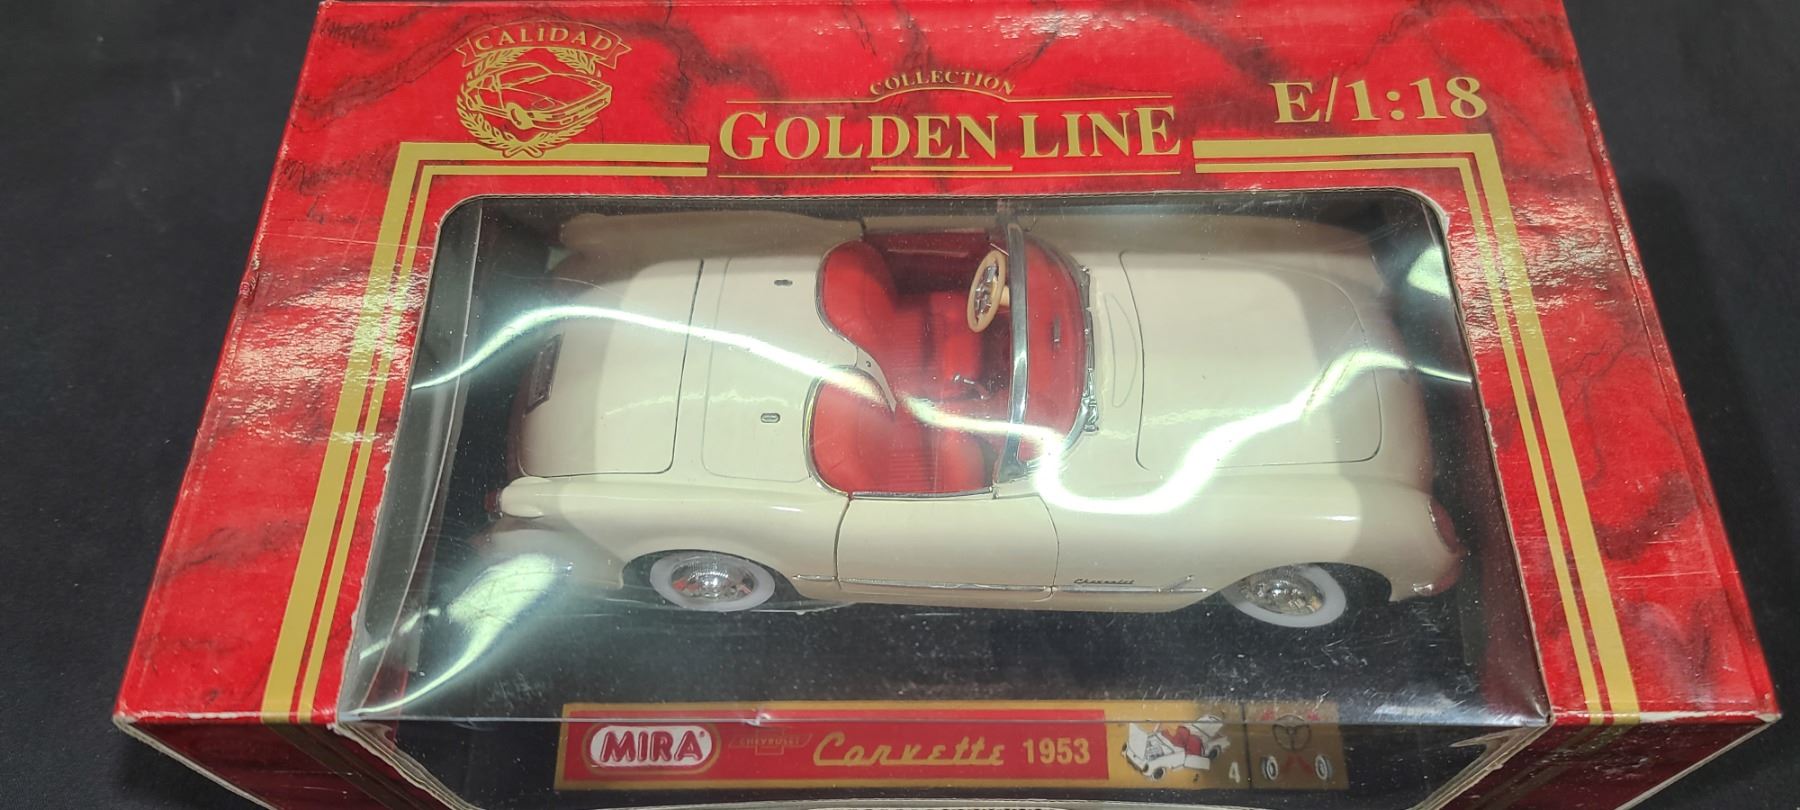 CALIDAD
COLLECTION
GOLDEN LINE
E/1:18
Chevrolet
MIRA CHEVROLET Corvette 1953
4